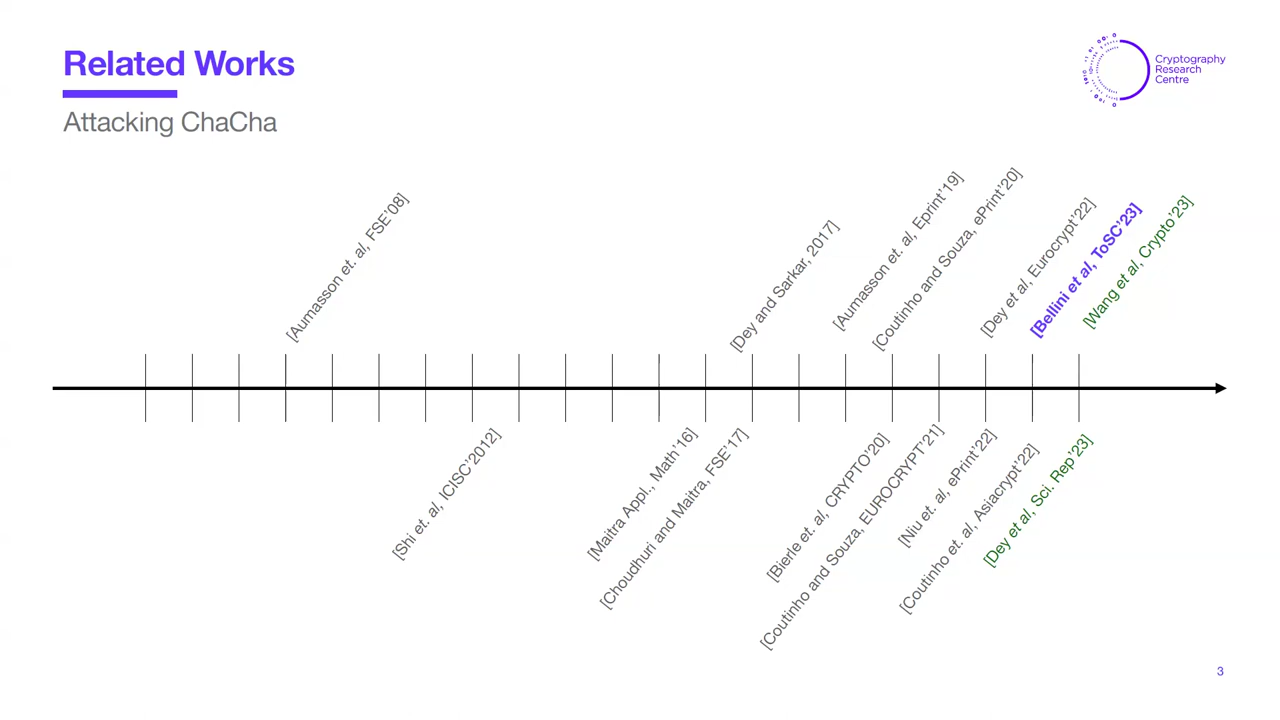 Related Works
Cryptography
Research
Centre
Attacking ChaCha
[Aumasson et. al, FSE'08]
[Dey and Sarkar, 2017]
[Aumasson et. al, Eprint'19]
[Coutinho and Souza, ePrint'20]
[Dey et al, Eurocrypt'22]
[Bellini et al, ToSC'23]
[Wang et al, Crypto'23]
[Shi et. al, ICISC'2012]
[Maitra Appl., Math'16]
[Choudhuri and Maitra, FSE'17]
[Bierle et. al, CRYPTO'20]
[Coutinho and Souza, EUROCRYPT'21]
[Niu et. al, ePrint'22]
[Coutinho et. al, Asiacrypt'22]
[Dey et al, Sci. Rep'23]
3